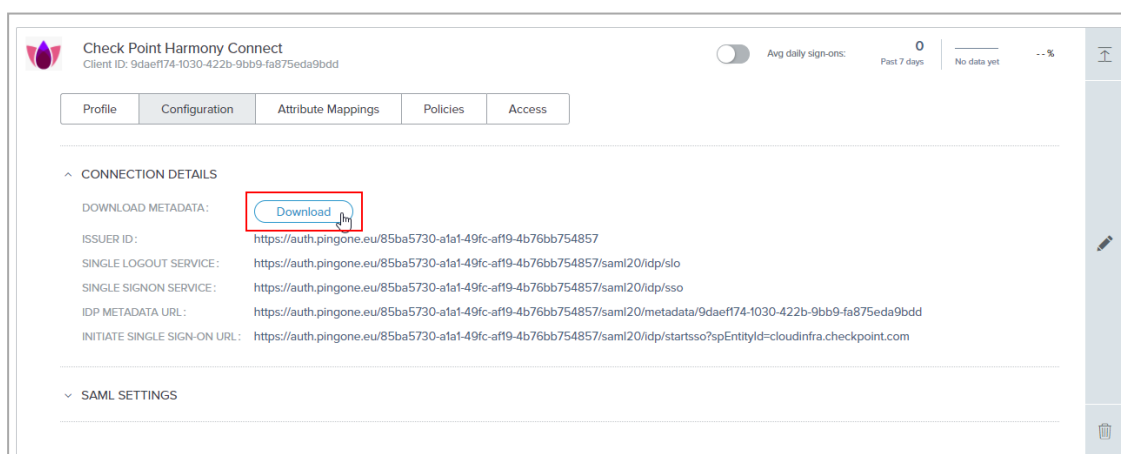 Check Point Harmony Connect
Client ID: 9daef174-1030-422b-9bb9-fa875eda9bdd
Avg daily sign-ons:
0
Past 7 days
No data yet
--%
Profile
Configuration
Attribute Mappings
Policies
Access
CONNECTION DETAILS
DOWNLOAD METADATA:
Download
ISSUER ID: https://auth.pingone.eu/85ba5730-a1a1-49fc-af19-4b76bb754857
SINGLE LOGOUT SERVICE: https://auth.pingone.eu/85ba5730-a1a1-49fc-af19-4b76bb754857/saml20/idp/slo
SINGLE SIGNON SERVICE: https://auth.pingone.eu/85ba5730-a1a1-49fc-af19-4b76bb754857/saml20/idp/sso
IDP METADATA URL: https://auth.pingone.eu/85ba5730-a1a1-49fc-af19-4b76bb754857/saml20/metadata/9daef174-1030-422b-9bb9-fa875eda9bdd
INITIATE SINGLE SIGN-ON URL: https://auth.pingone.eu/85ba5730-a1a1-49fc-af19-4b76bb754857/saml20/idp/startsso?spEntityId=cloudinfra.checkpoint.com
SAML SETTINGS